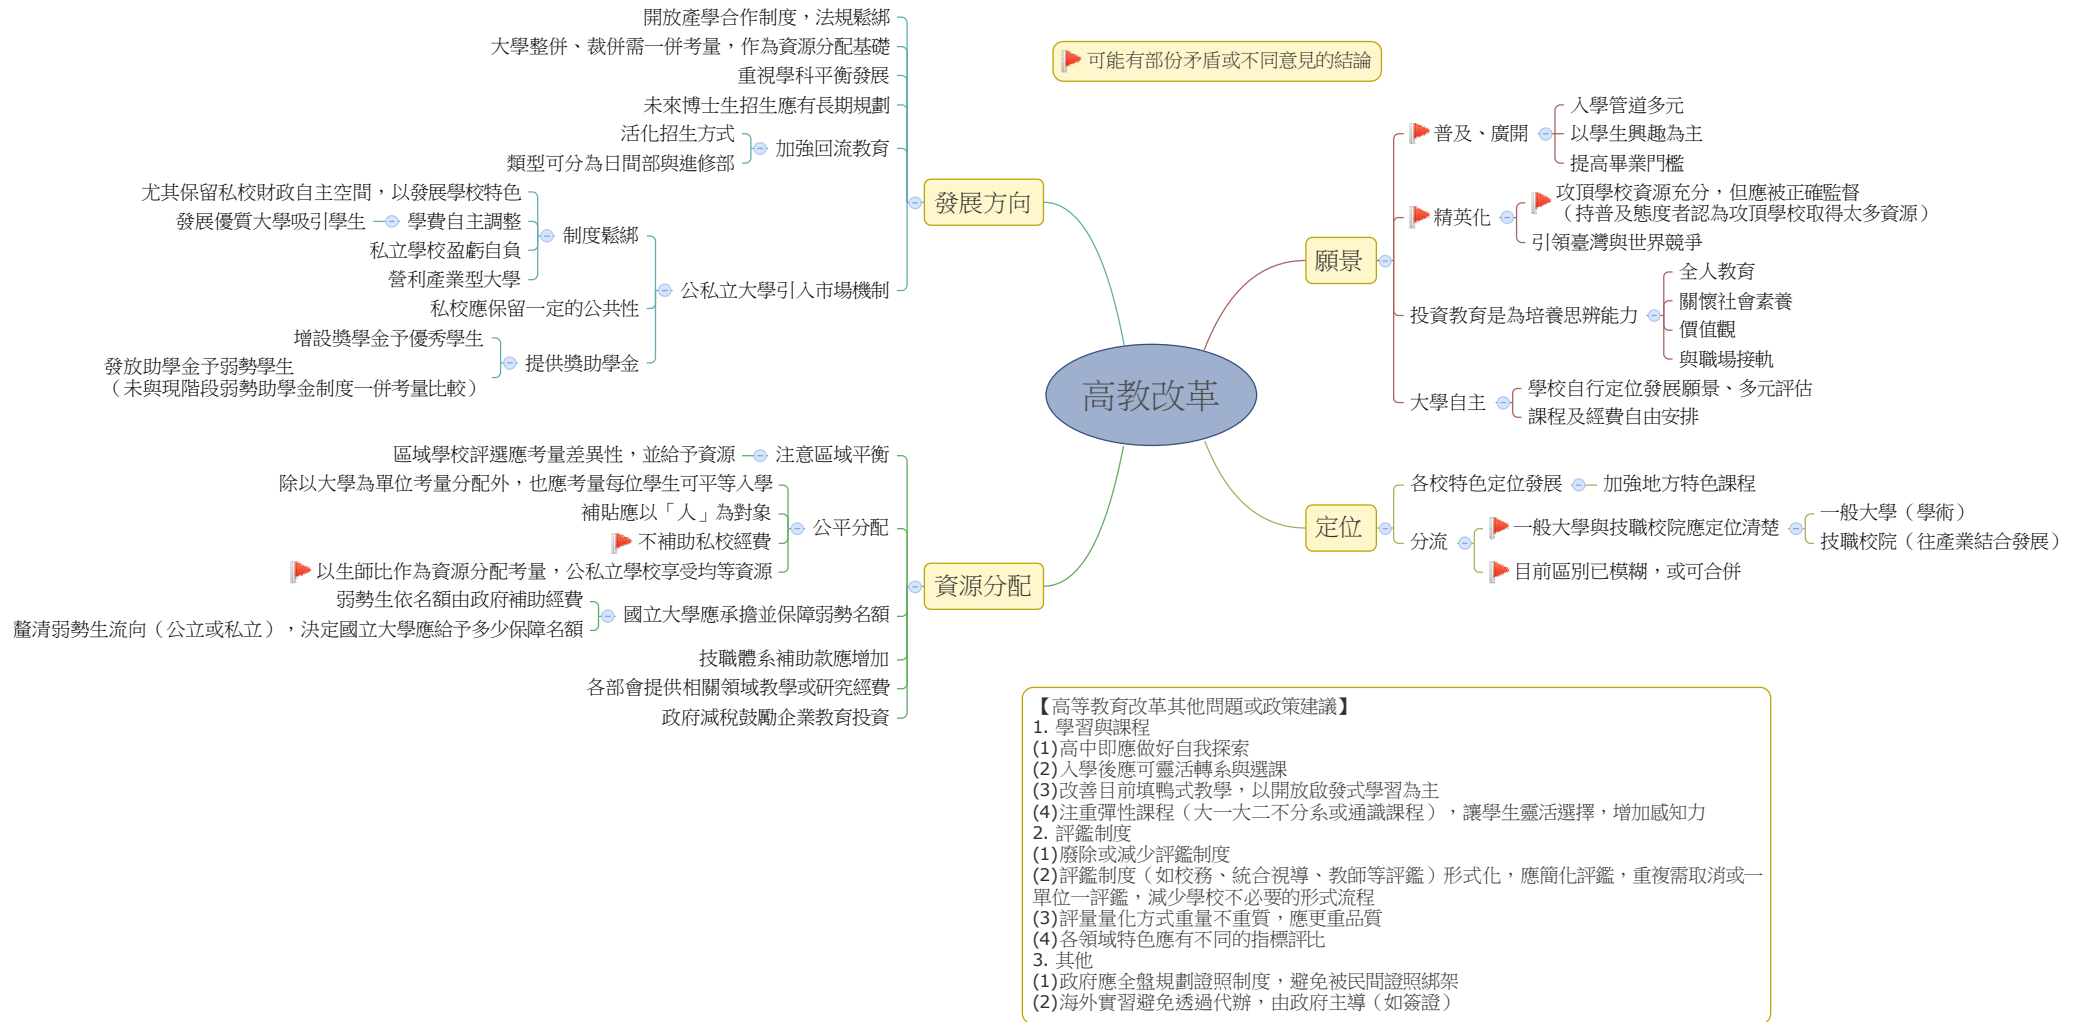 高教改革
可能有部份矛盾或不同意見的結論
發展方向
開放產學合作制度，法規鬆綁
大學整併、裁併需一併考量，作為資源分配基礎
重視學科平衡發展
未來博士生招生應有長期規劃
加強回流教育
活化招生方式
類型可分為日間部與進修部
公私立大學引入市場機制
制度鬆綁
尤其保留私校財政自主空間，以發展學校特色
學費自主調整
發展優質大學吸引學生
私立學校盈虧自負
營利產業型大學
私校應保留一定的公共性
提供獎助學金
增設獎學金予優秀學生
發放助學金予弱勢學生
（未與現階段弱勢助學金制度一併考量比較）
資源分配
注意區域平衡
區域學校評選應考量差異性，並給予資源
公平分配
除以大學為單位考量分配外，也應考量每位學生可平等入學
補貼應以「人」為對象
不補助私校經費
以生師比作為資源分配考量，公私立學校享受均等資源
國立大學應承擔並保障弱勢名額
弱勢生依名額由政府補助經費
釐清弱勢生流向（公立或私立），決定國立大學應給予多少保障名額
技職體系補助款應增加
各部會提供相關領域教學或研究經費
政府減稅鼓勵企業教育投資
願景
普及、廣開
入學管道多元
以學生興趣為主
提高畢業門檻
精英化
攻頂學校資源充分，但應被正確監督
（持普及態度者認為攻頂學校取得太多資源）
引領臺灣與世界競爭
投資教育是為培養思辨能力
全人教育
關懷社會素養
價值觀
與職場接軌
大學自主
學校自行定位發展願景、多元評估
課程及經費自由安排
定位
各校特色定位發展
加強地方特色課程
分流
一般大學與技職校院應定位清楚
一般大學（學術）
技職校院（往產業結合發展）
目前區別已模糊，或可合併
【高等教育改革其他問題或政策建議】
1. 學習與課程
(1)高中即應做好自我探索
(2)入學後應可靈活轉系與選課
(3)改善目前填鴨式教學，以開放啟發式學習為主
(4)注重彈性課程（大一大二不分系或通識課程），讓學生靈活選擇，增加感知力
2. 評鑑制度
(1)廢除或減少評鑑制度
(2)評鑑制度（如校務、統合視導、教師等評鑑）形式化，應簡化評鑑，重複需取消或一
單位一評鑑，減少學校不必要的形式流程
(3)評量量化方式重量不重質，應更重品質
(4)各領域特色應有不同的指標評比
3. 其他
(1)政府應全盤規劃證照制度，避免被民間證照綁架
(2)海外實習避免透過代辦，由政府主導（如簽證）